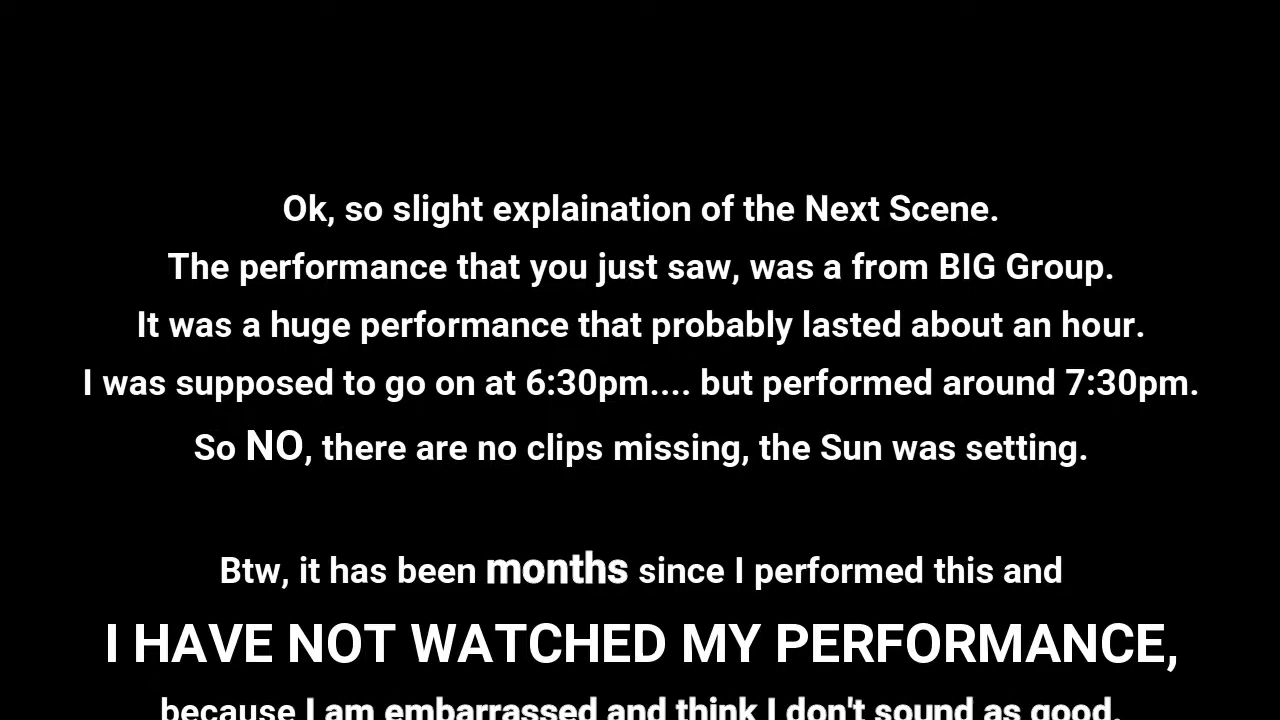 Ok, so slight explaination of the Next Scene.
The performance that you just saw, was a from BIG Group.
It was a huge performance that probably lasted about an hour.
I was supposed to go on at 6:30pm.... but performed around 7:30pm.
So NO, there are no clips missing, the Sun was setting.
Btw, it has been months since I performed this and
I HAVE NOT WATCHED MY PERFORMANCE,
because I am embarrassed and think I don't sound as good.